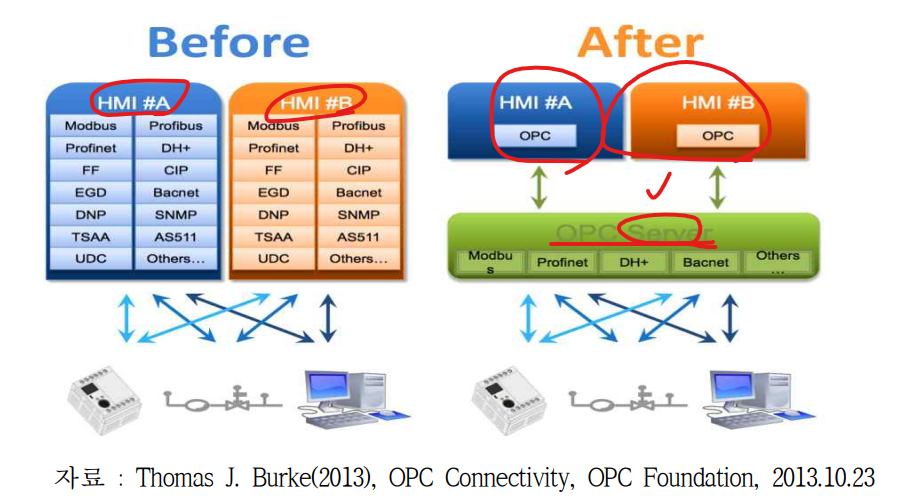 Before
After
HMI #A
HMI #B
Modbus Profibus
Profinet DH+
FF CIP
EGD Bacnet
DNP SNMP
TSAA AS511
UDC Others...
Modbus Profibus
Profinet DH+
FF CIP
EGD Bacnet
DNP SNMP
TSAA AS511
UDC Others...
HMI #A
HMI #B
OPC
OPC
OPC Server
Modbu
s
Profinet
DH+
Bacnet
Others
...
자료 : Thomas J. Burke(2013), OPC Connectivity, OPC Foundation, 2013.10.23